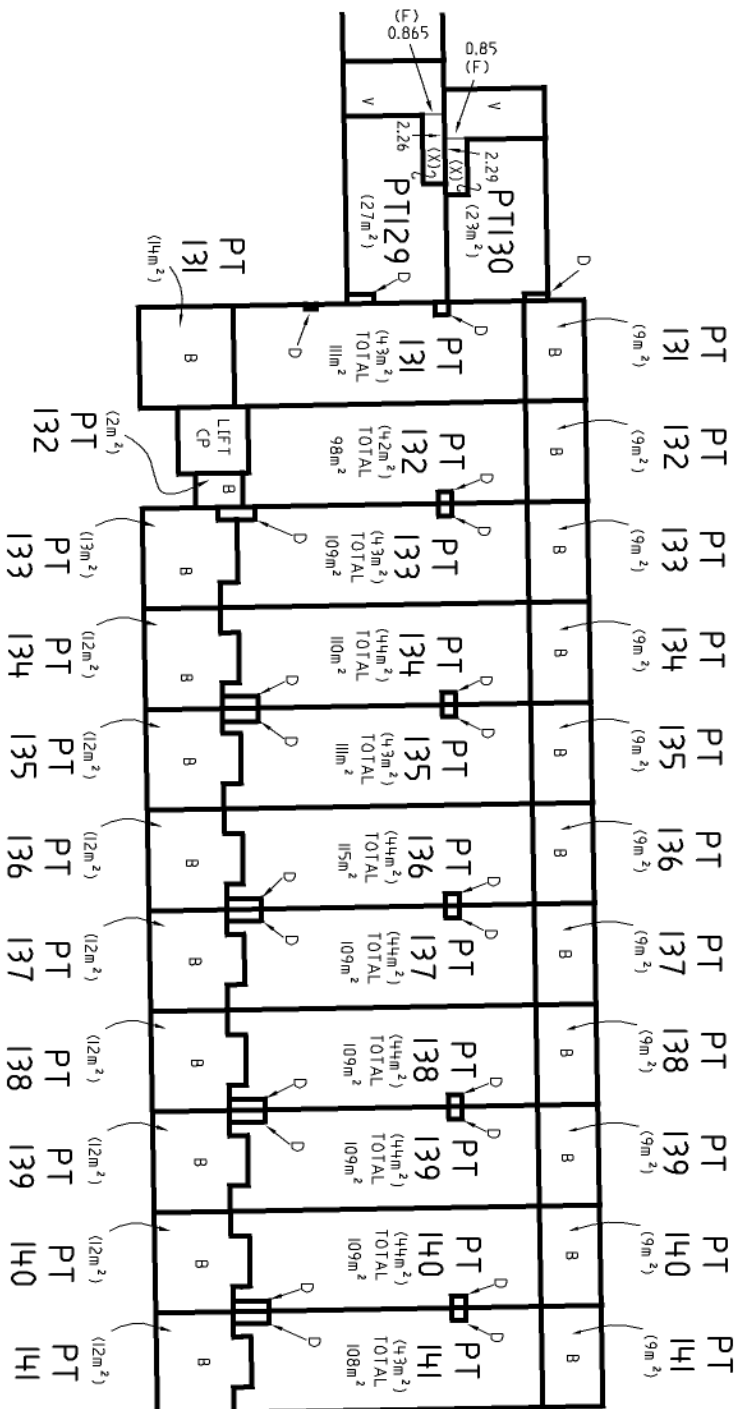 (F)
0.865
0.85
(F)
V
V
2.26
2.29
(X)
(X)
2
2
PT130
(23m²)
PT129
(27m²)
D
D
D
D
PT
131
(9m²)
B
PT
131
(43m²)
TOTAL
111m²
PT
131
(14m²)
B
PT
132
(9m²)
B
PT
132
(42m²)
TOTAL
98m²
LIFT
CP
PT
132
(2m²)
B
D
D
D
PT
133
(9m²)
B
PT
133
(43m²)
TOTAL
109m²
PT
133
(13m²)
B
PT
134
(9m²)
B
PT
134
(44m²)
TOTAL
110m²
PT
134
(12m²)
B
D
D
D
D
PT
135
(9m²)
B
PT
135
(43m²)
TOTAL
111m²
PT
135
(12m²)
B
PT
136
(9m²)
B
PT
136
(44m²)
TOTAL
115m²
PT
136
(12m²)
B
D
D
D
D
PT
137
(9m²)
B
PT
137
(44m²)
TOTAL
109m²
PT
137
(12m²)
B
PT
138
(9m²)
B
PT
138
(44m²)
TOTAL
109m²
PT
138
(12m²)
B
D
D
D
D
PT
139
(9m²)
B
PT
139
(44m²)
TOTAL
109m²
PT
139
(12m²)
B
PT
140
(9m²)
B
PT
140
(44m²)
TOTAL
109m²
PT
140
(12m²)
B
D
D
D
D
PT
141
(9m²)
B
PT
141
(43m²)
TOTAL
108m²
PT
141
(12m²)
B